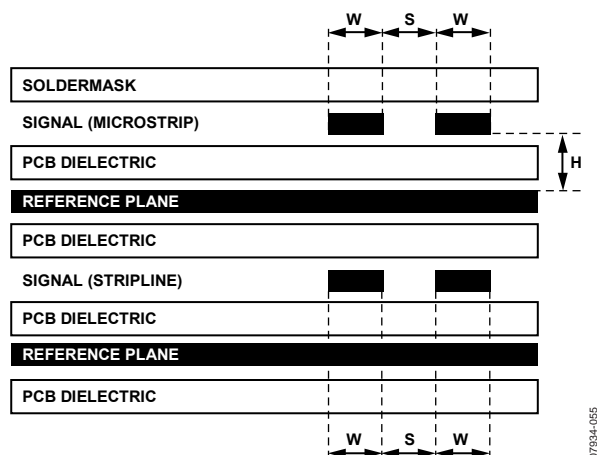 W S W
SOLDERMASK
SIGNAL (MICROSTRIP)
H
PCB DIELECTRIC
REFERENCE PLANE
PCB DIELECTRIC
SIGNAL (STRIPLINE)
PCB DIELECTRIC
REFERENCE PLANE
PCB DIELECTRIC
W S W
07934-055